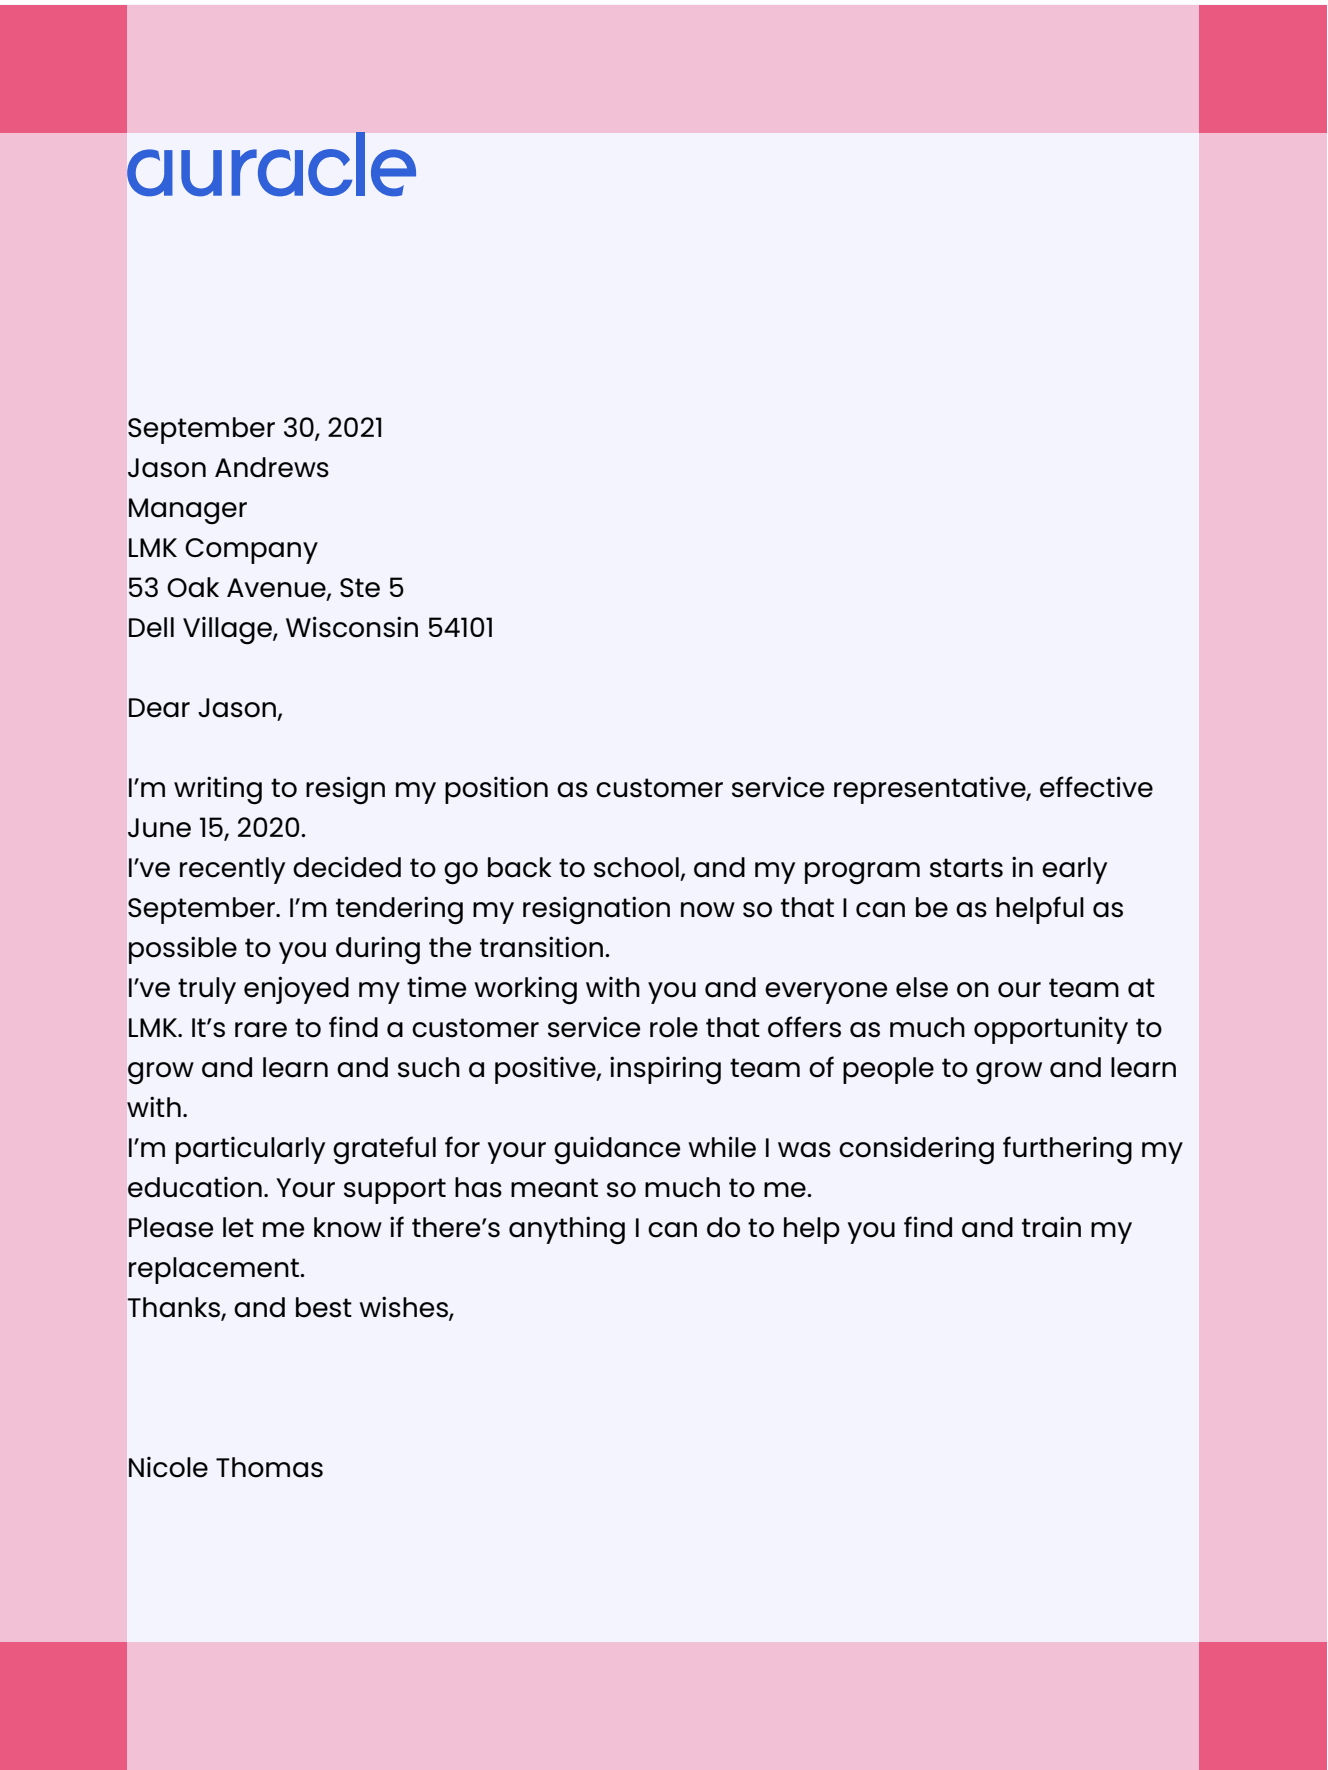 auracle
September 30, 2021
Jason Andrews
Manager
LMK Company
53 Oak Avenue, Ste 5
Dell Village, Wisconsin 54101
Dear Jason,
I’m writing to resign my position as customer service representative, effective
June 15, 2020.
I’ve recently decided to go back to school, and my program starts in early
September. I’m tendering my resignation now so that I can be as helpful as
possible to you during the transition.
I’ve truly enjoyed my time working with you and everyone else on our team at
LMK. It’s rare to find a customer service role that offers as much opportunity to
grow and learn and such a positive, inspiring team of people to grow and learn
with.
I’m particularly grateful for your guidance while I was considering furthering my
education. Your support has meant so much to me.
Please let me know if there’s anything I can do to help you find and train my
replacement.
Thanks, and best wishes,
Nicole Thomas